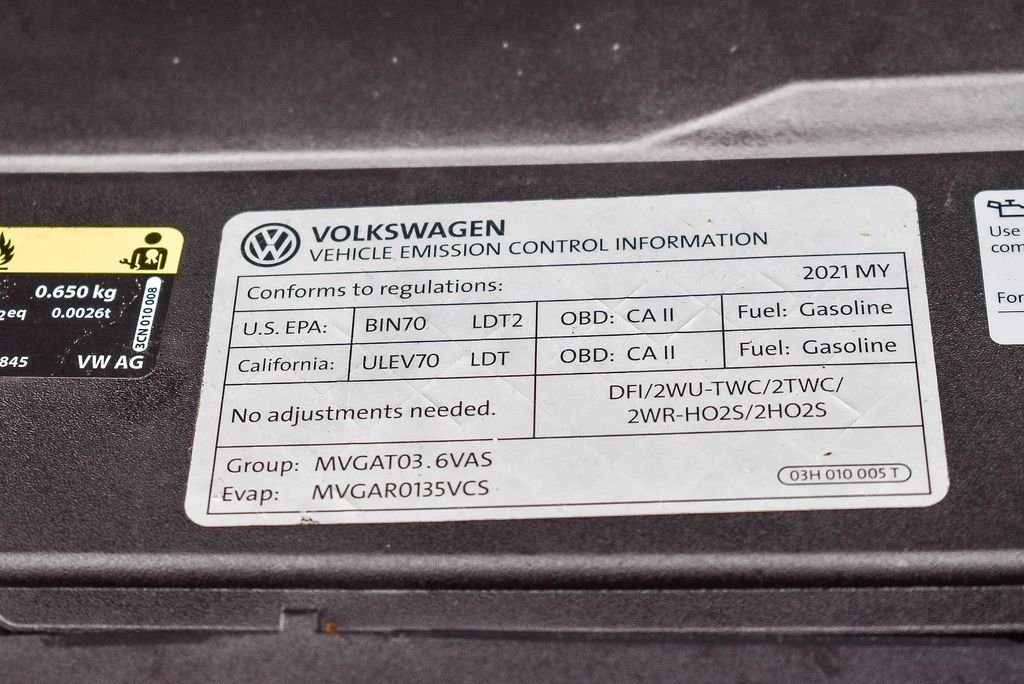 VOLKSWAGEN
VEHICLE EMISSION CONTROL INFORMATION
Conforms to regulations: 2021 MY
U.S. EPA: BIN70 LDT2 OBD: CA II Fuel: Gasoline
California: ULEV70 LDT OBD: CA II Fuel: Gasoline
No adjustments needed.
DFI/2WU-TWC/2TWC/
2WR-HO2S/2HO2S
Group: MVGAT03.6VAS
Evap: MVGAR0135VCS
03H 010 005 T
0.650 kg
2eq 0.0026t
845 VW AG
3CN 010 008
Use
com
For